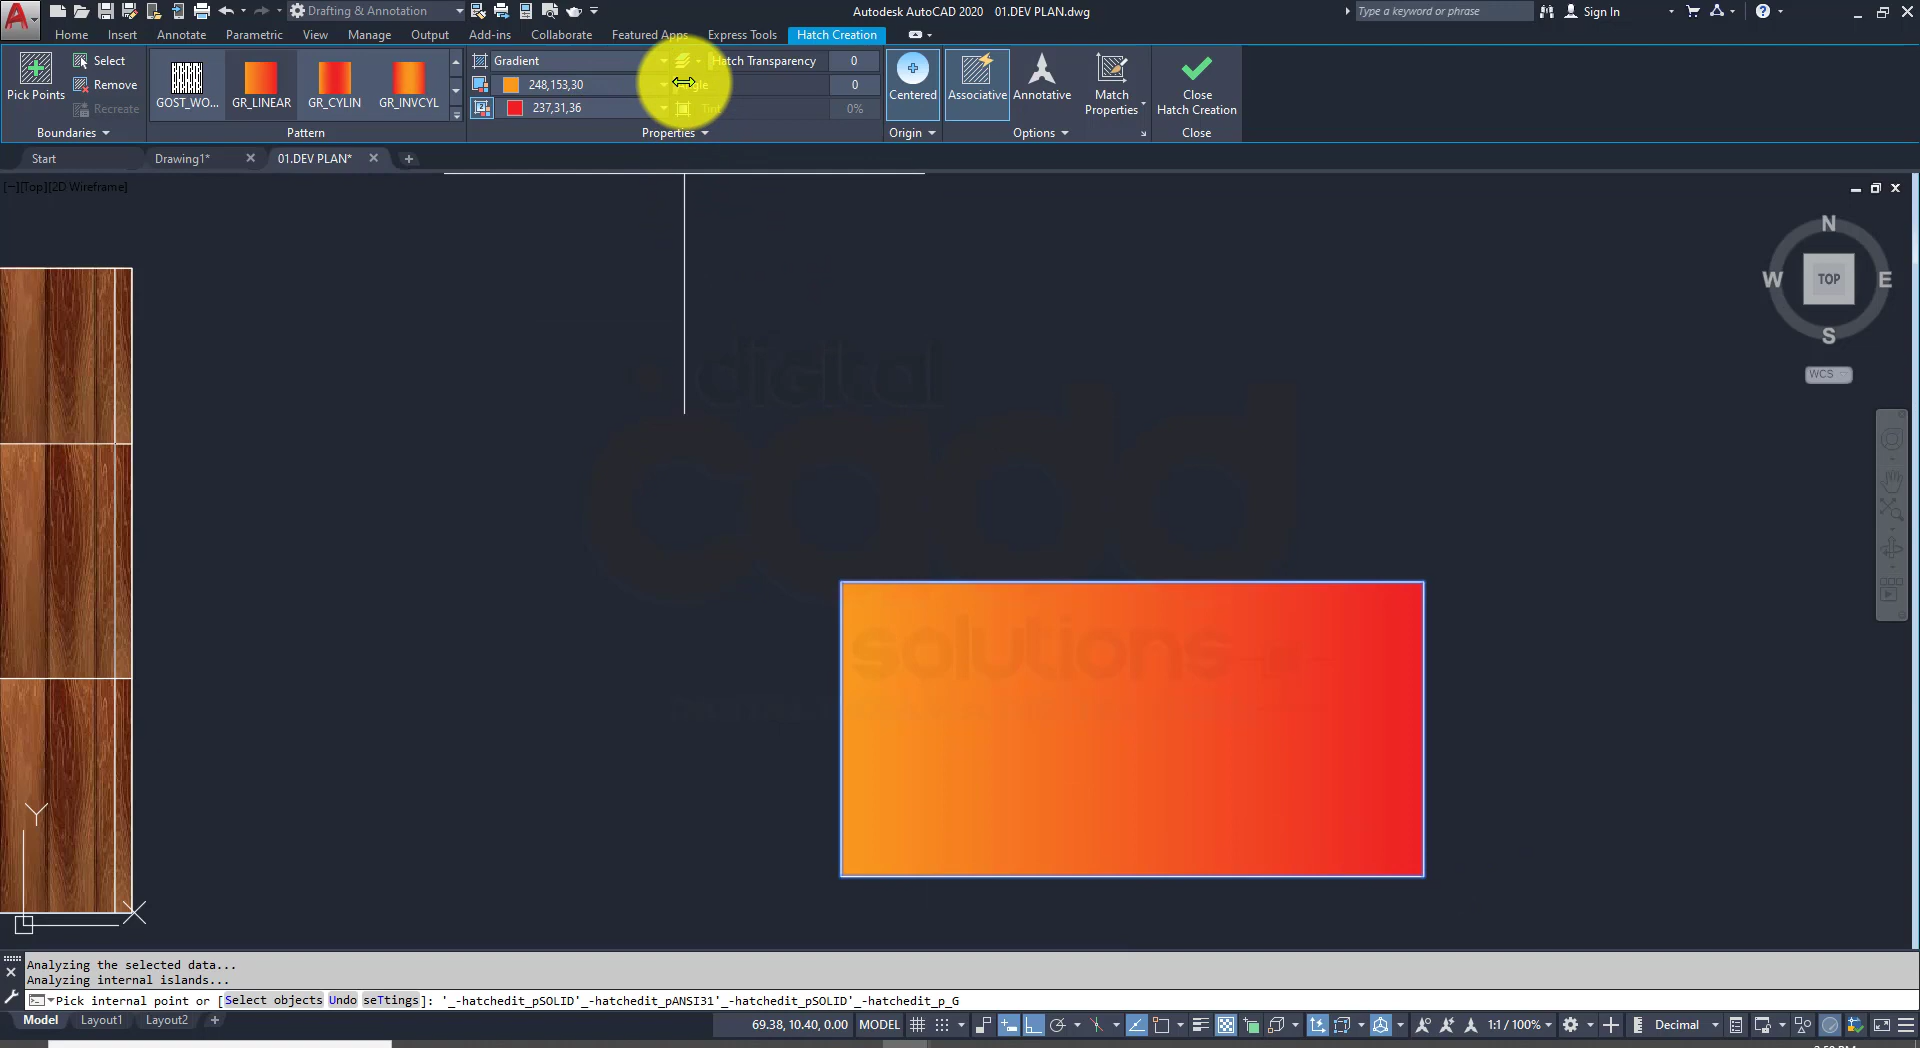 Drafting & Annotation
Autodesk AutoCAD 2020 01.DEV PLAN.dwg
Type a keyword or phrase
Sign In
Home Insert Annotate Parametric View Manage Output Add-ins Collaborate Featured Apps Express Tools Hatch Creation
Pick Points
Select
Remove
Recreate
Boundaries
GOST_WO... GR_LINEAR GR_CYLIN GR_INVCYL
Pattern
Gradient
248,153,30
237,31,36
Hatch Transparency 0
0
Tint 0%
Properties
Centered
Origin
Associative
Annotative
Match
Properties
Options
Close
Hatch Creation
Close
Start Drawing1* 01.DEV PLAN*
[−][Top][2D Wireframe]
N
W TOP E
S
WCS
digital
cadd
solutions
Y
Analyzing the selected data...
Analyzing internal islands...
Pick internal point or [Select objects Undo seTtings]: '_-hatchedit_pSOLID'_-hatchedit_pANSI31'_-hatchedit_pSOLID'_-hatchedit_p_G
Model Layout1 Layout2
69.38, 10.40, 0.00 MODEL 1:1 / 100% Decimal